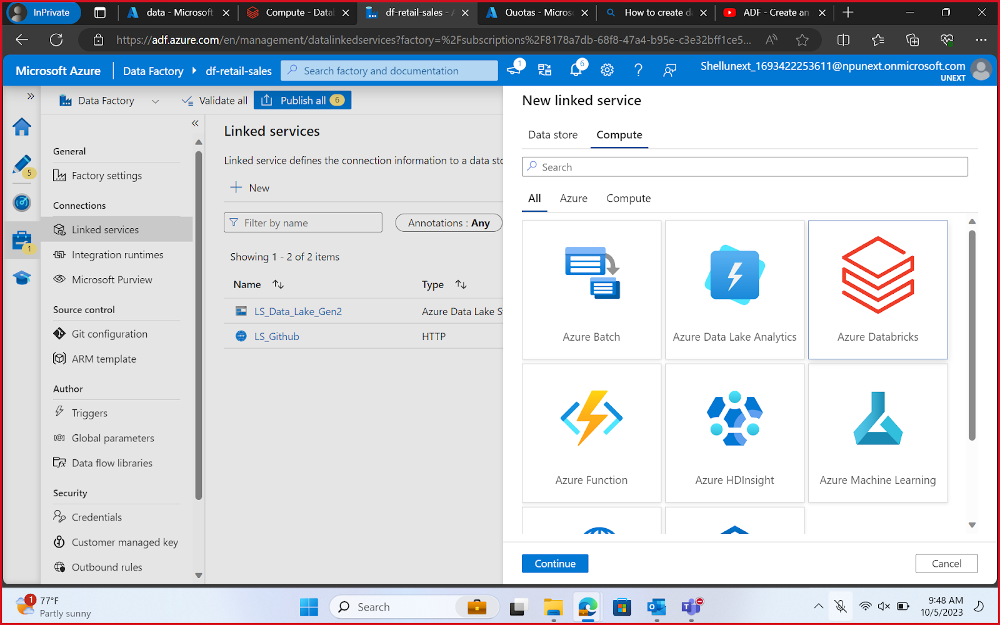 InPrivate
data - Microsoft
Compute - Datal
df-retail-sales - A
Quotas - Micros
How to create d
ADF - Create an
https://adf.azure.com/en/management/datalinkedservices?factory=%2Fsubscriptions%2F8178a7db-68f8-47a4-b95e-c3e32bff1ce5...
Microsoft Azure
Data Factory
df-retail-sales
Search factory and documentation
1
6
Shellunext_1693422253611@npunext.onmicrosoft.com
UNEXT
Data Factory
Validate all
Publish all 6
5
1
General
Factory settings
Connections
Linked services
Integration runtimes
Microsoft Purview
Source control
Git configuration
ARM template
Author
Triggers
Global parameters
Data flow libraries
Security
Credentials
Customer managed key
Outbound rules
Linked services
Linked service defines the connection information to a data sto
New
Filter by name
Annotations : Any
Showing 1 - 2 of 2 items
Name
Type
LS_Data_Lake_Gen2
Azure Data Lake S
HTTP
LS_Github
HTTP
New linked service
Data store
Compute
Search
All
Azure
Compute
Azure Batch
Azure Data Lake Analytics
Azure Databricks
Azure Function
Azure HDInsight
Azure Machine Learning
Continue
Cancel
1
77°F
Partly sunny
Search
9:48 AM
10/5/2023